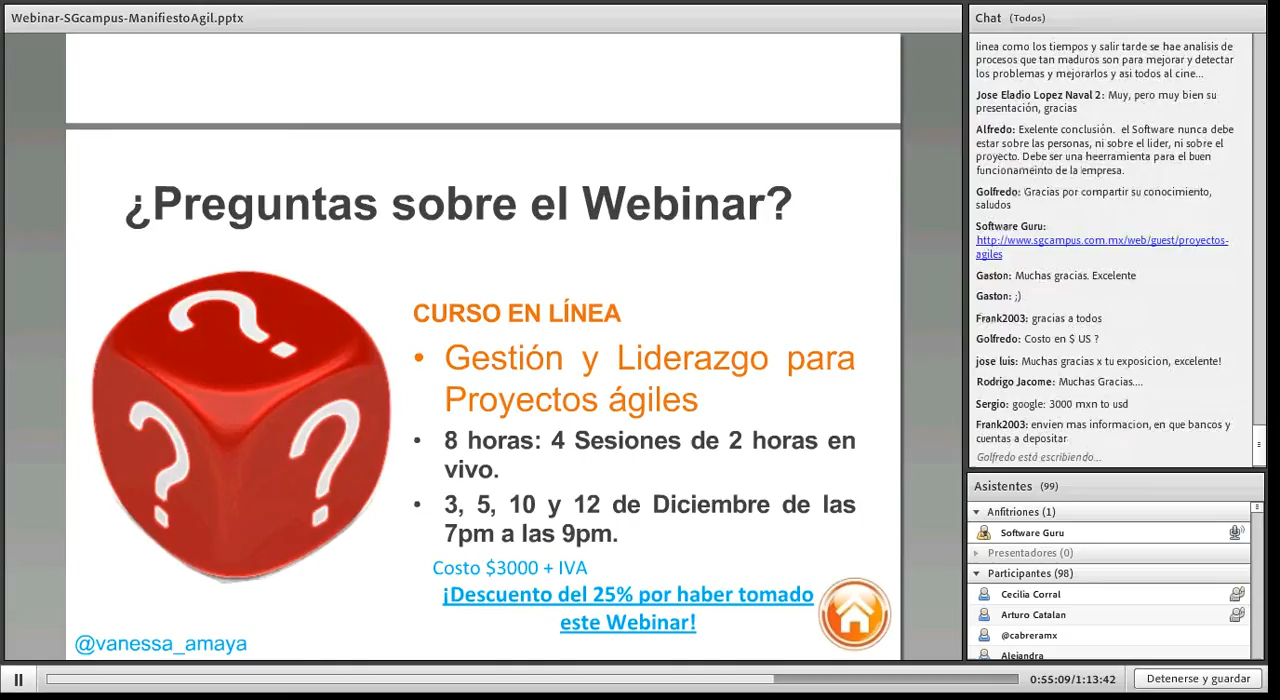 Webinar-SGcampus-ManifiestoAgil.pptx
¿Preguntas sobre el Webinar?
CURSO EN LÍNEA
• Gestión y Liderazgo para
Proyectos ágiles
• 8 horas: 4 Sesiones de 2 horas en
vivo.
• 3, 5, 10 y 12 de Diciembre de las
7pm a las 9pm.
Costo $3000 + IVA
¡Descuento del 25% por haber tomado
este Webinar!
@vanessa_amaya
? ? ?
Chat (Todos)
linea como los tiempos y salir tarde se hae analisis de
procesos que tan maduros son para mejorar y detectar
los problemas y mejorarlos y asi todos al cine...
Jose Eladio Lopez Naval 2: Muy, pero muy bien su
presentación, gracias
Alfredo: Exelente conclusión. el Software nunca debe
estar sobre las personas, ni sobre el lider, ni sobre el
proyecto. Debe ser una heerramienta para el buen
funcionameinto de la empresa.
Golfredo: Gracias por compartir su conocimiento,
saludos
Software Guru:
http://www.sgcampus.com.mx/web/guest/proyectos-
agiles
Gaston: Muchas gracias. Excelente
Gaston: ;)
Frank2003: gracias a todos
Golfredo: Costo en $ US ?
jose luis: Muchas gracias x tu exposicion, excelente!
Rodrigo Jacome: Muchas Gracias....
Sergio: google: 3000 mxn to usd
Frank2003: envien mas informacion, en que bancos y
cuentas a depositar
Golfredo está escribiendo...
Asistentes (99)
Anfitriones (1)
Software Guru
Presentadores (0)
Participantes (98)
Cecilia Corral
Arturo Catalan
@cabreramx
Alejandra
0:55:09/1:13:42
Detenerse y guardar